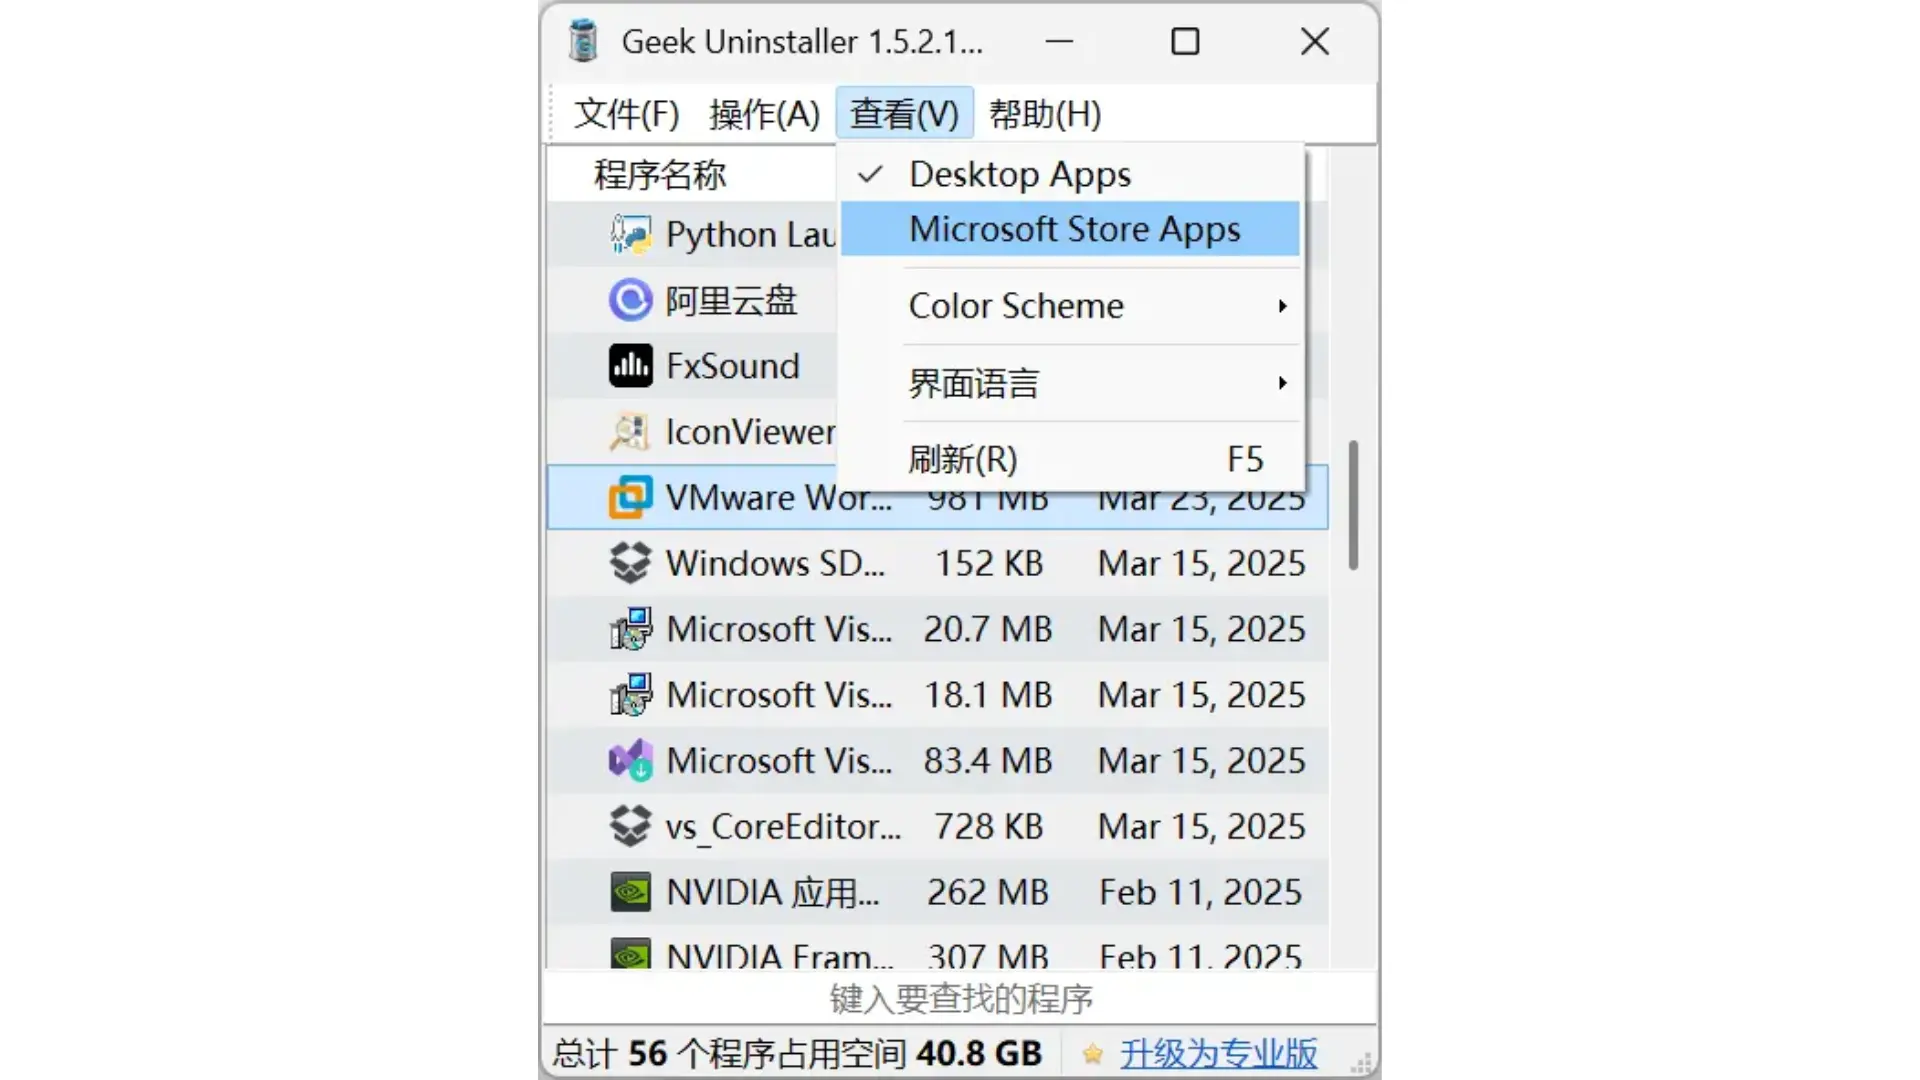 Geek Uninstaller 1.5.2.1...
文件(F) 操作(A) 查看(V) 帮助(H)
程序名称
Desktop Apps
Microsoft Store Apps
Color Scheme
界面语言
刷新(R) F5
Python Lau
阿里云盘
FxSound
IconViewer
VMware Wor... 981 MB Mar 23, 2025
Windows SD... 152 KB Mar 15, 2025
Microsoft Vis... 20.7 MB Mar 15, 2025
Microsoft Vis... 18.1 MB Mar 15, 2025
Microsoft Vis... 83.4 MB Mar 15, 2025
vs_CoreEditor... 728 KB Mar 15, 2025
NVIDIA 应用... 262 MB Feb 11, 2025
NVIDIA Fram... 307 MB Feb 11, 2025
键入要查找的程序
总计 56 个程序占用空间 40.8 GB 升级为专业版